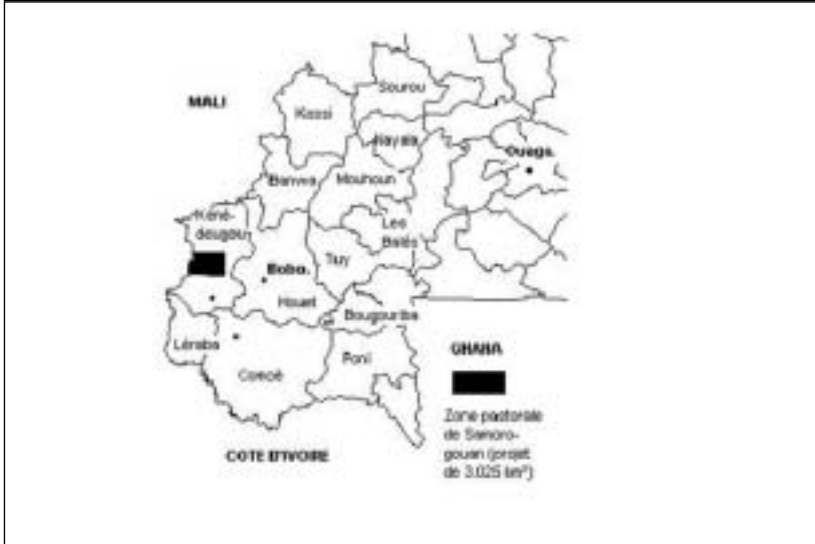 MALI
Sourou
Kossi
Nayala
Ouaga.
Banwa
Mouhoun
Kéné-
dougou
Les
Balés
Tuy
Bobo.
Houet
Bougouriba
Léraba
Comoé
Poni
GHANA
Zone pastorale
de Samoro-
gouan (projet
de 3.025 km²)
COTE D'IVOIRE